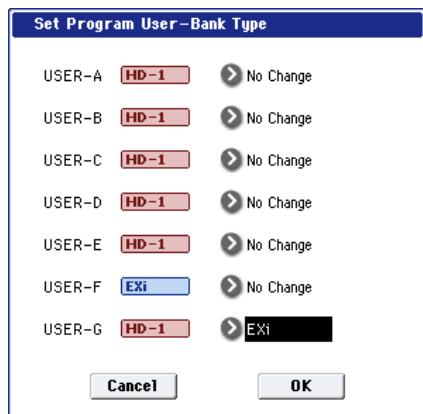 Set Program User-Bank Type
USER-A HD-1 No Change
USER-B HD-1 No Change
USER-C HD-1 No Change
USER-D HD-1 No Change
USER-E HD-1 No Change
USER-F EXi No Change
USER-G HD-1 EXi
Cancel OK